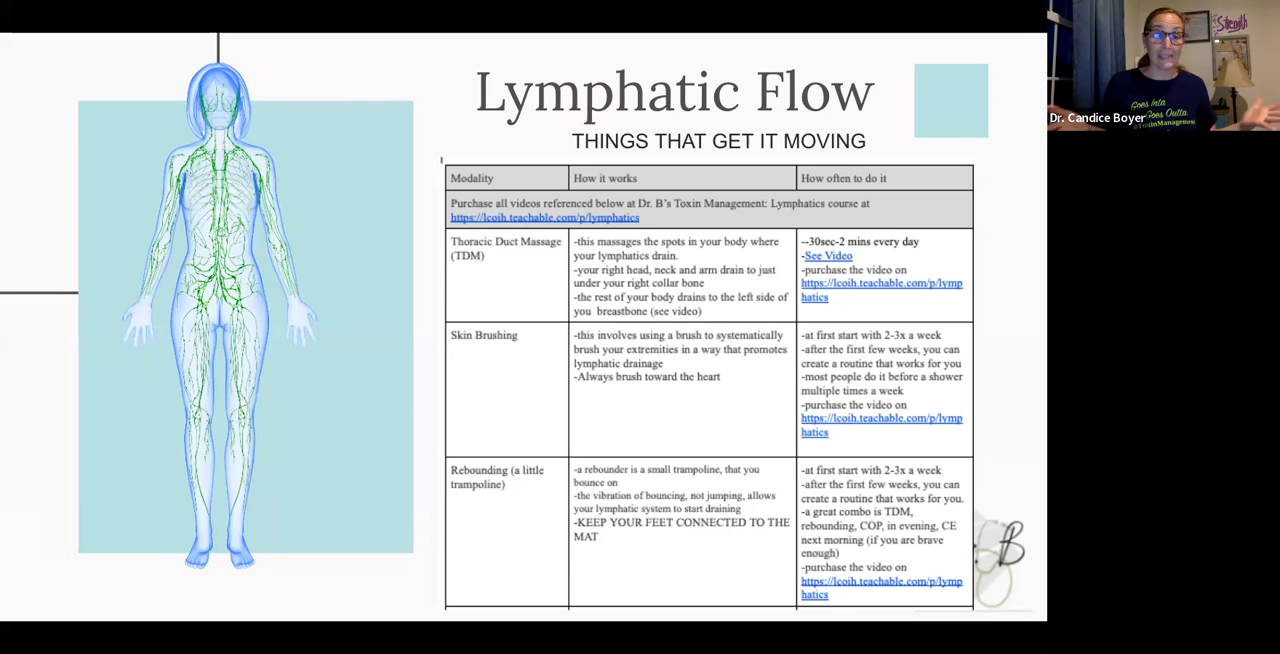 Lymphatic Flow
THINGS THAT GET IT MOVING
Modality
How it works
How often to do it
Purchase all videos referenced below at Dr. B's Toxin Management: Lymphatics course at
https://lcoih.teachable.com/p/lymphatics
Thoracic Duct Massage
(TDM)
-this massages the spots in your body where
your lymphatics drain.
-your right head, neck and arm drain to just
under your right collar bone
-the rest of your body drains to the left side of
you breastbone (see video)
--30sec-2 mins every day
-See Video
-purchase the video on
https://lcoih.teachable.com/p/lymp
hatics
Skin Brushing
-this involves using a brush to systematically
brush your extremities in a way that promotes
lymphatic drainage
-Always brush toward the heart
-at first start with 2-3x a week
-after the first few weeks, you can
create a routine that works for you
-most people do it before a shower
multiple times a week
-purchase the video on
https://lcoih.teachable.com/p/lymp
hatics
Rebounding (a little
trampoline)
-a rebounder is a small trampoline, that you
bounce on
-the vibration of bouncing, not jumping, allows
your lymphatic system to start draining
-KEEP YOUR FEET CONNECTED TO THE
MAT
-at first start with 2-3x a week
-after the first few weeks, you can
create a routine that works for you.
-a great combo is TDM,
rebounding, COP, in evening, CE
next morning (if you are brave
enough)
-purchase the video on
https://lcoih.teachable.com/p/lymp
hatics
B
Strength
Goes Inta
Goes Outta
#ToxinManagement
Dr. Candice Boyer